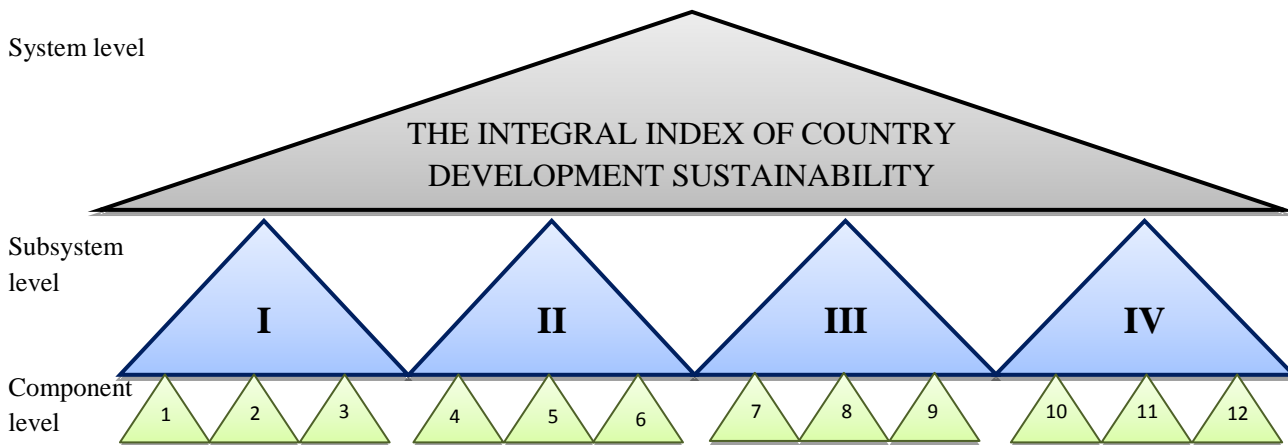 System level
THE INTEGRAL INDEX OF COUNTRY
DEVELOPMENT SUSTAINABILITY
Subsystem
level
I
II
III
IV
Component
level
1
2
3
4
5
6
7
8
9
10
11
12